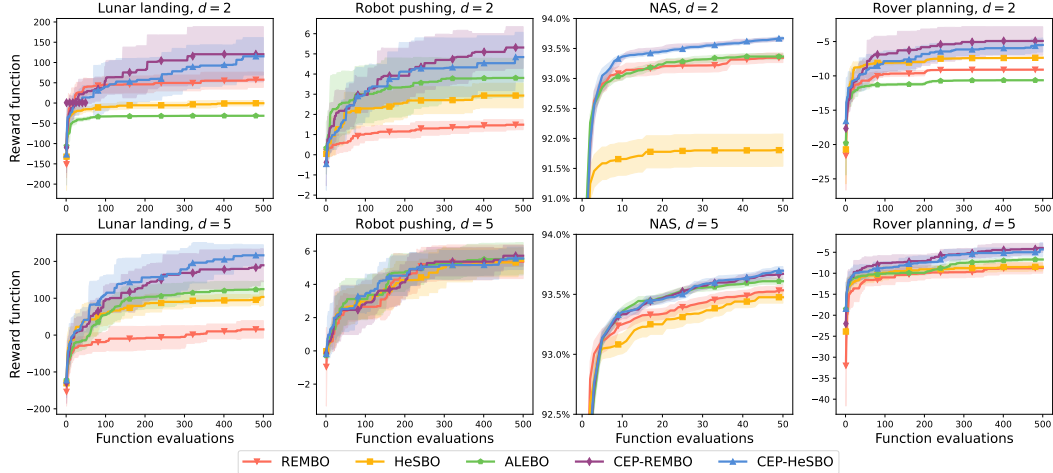 Lunar landing, d = 2
Robot pushing, d = 2
NAS, d = 2
Rover planning, d = 2
Reward function
200
150
100
50
0
−50
−100
−150
−200
0 100 200 300 400 500
6
5
4
3
2
1
0
−1
−2
0 100 200 300 400 500
94.0%
93.5%
93.0%
92.5%
92.0%
91.5%
91.0%
0 10 20 30 40 50
−5
−10
−15
−20
−25
0 100 200 300 400 500
Lunar landing, d = 5
Robot pushing, d = 5
NAS, d = 5
Rover planning, d = 5
Reward function
200
100
0
−100
−200
0 100 200 300 400 500
Function evaluations
6
4
2
0
−2
0 100 200 300 400 500
Function evaluations
94.0%
93.5%
93.0%
92.5%
0 10 20 30 40 50
Function evaluations
−5
−10
−15
−20
−25
−30
−35
−40
0 100 200 300 400 500
Function evaluations
REMBO HeSBO ALEBO CEP-REMBO CEP-HeSBO